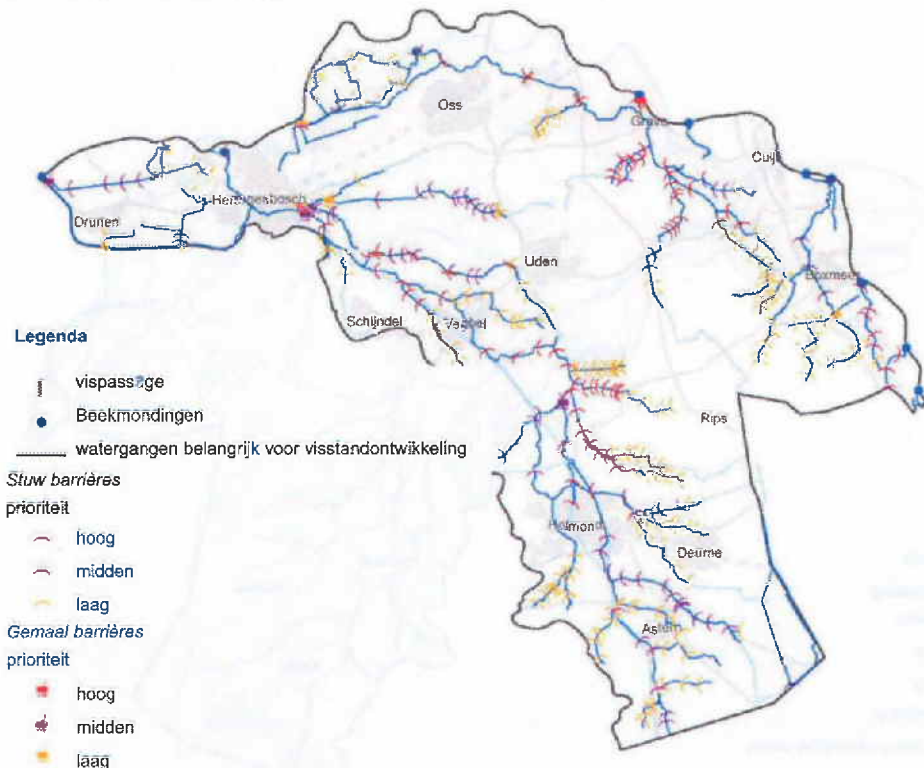 Oss
Grave
Cuijk
Hertogenbosch
Drunen
Uden
Boxmeer
Schijndel
Veghel
Legenda
vispassage
Beekmondingen
Rips
watergangen belangrijk voor visstandontwikkeling
Stuw barrières
prioriteit
hoog
Helmond
midden
Deurne
laag
Gemaal barrières
Asten
prioriteit
hoog
midden
laag